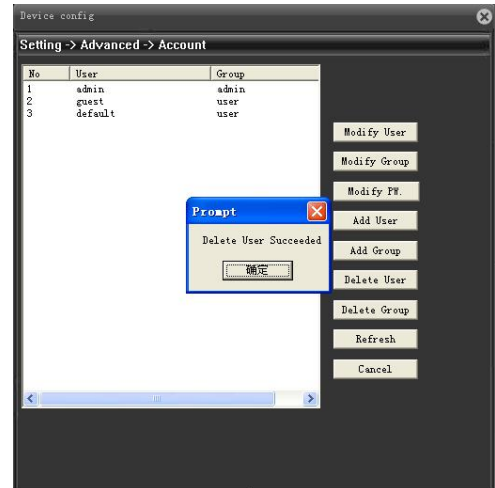 Device config
Setting -> Advanced -> Account
No User Group
1 admin admin
2 guest user
3 default user
Modify User
Modify Group
Modify PW.
Prompt
Add User
Delete User Succeeded
Add Group
确定
Delete User
Delete Group
Refresh
Cancel